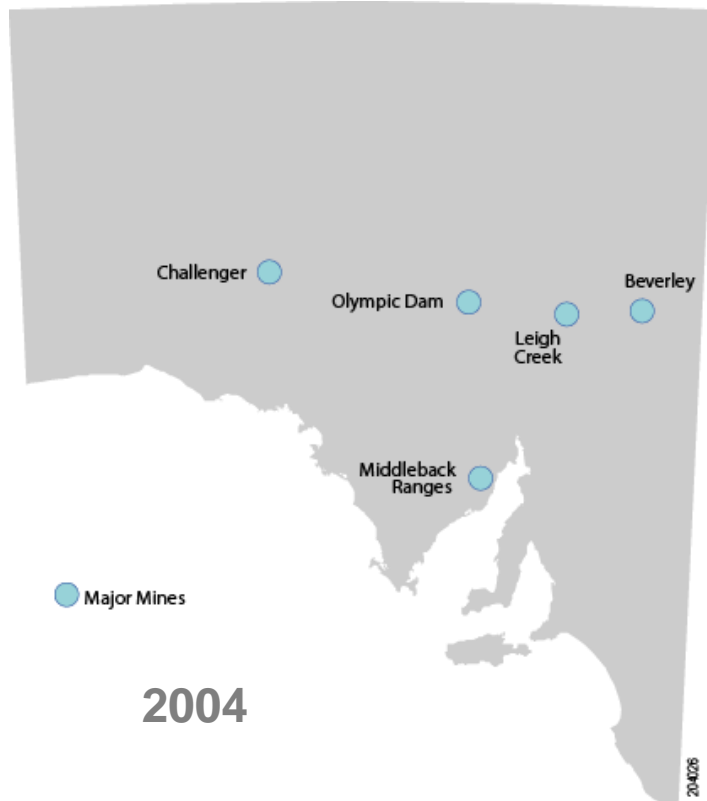 Challenger
Olympic Dam
Beverley
Leigh
Creek
Middleback
Ranges
Major Mines
2004
204026